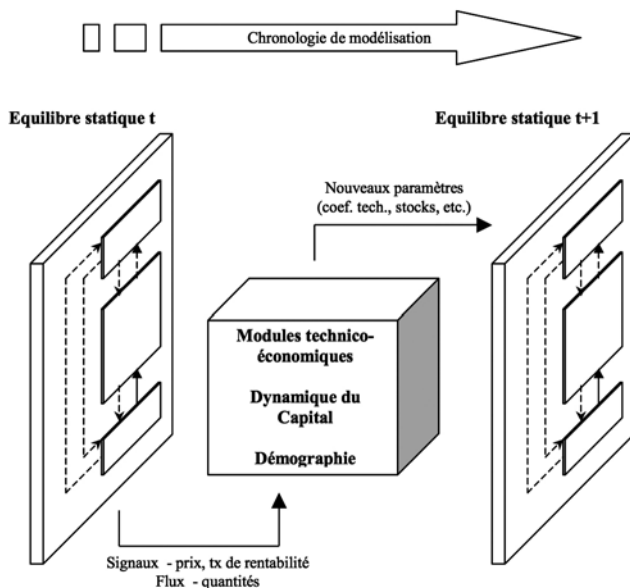 Chronologie de modélisation
Equilibre statique t
Equilibre statique t+1
Nouveaux paramètres
(coef. tech., stocks, etc.)
Modules technico-
économiques
Dynamique du
Capital
Démographie
Signaux - prix, tx de rentabilité
Flux - quantités